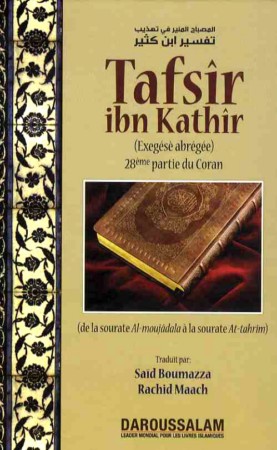 المصباح المنير في تهذيب
تفسير ابن كثير
Tafsîr
ibn Kathîr
(Exegésè abrégée)
28ème partie du Coran
(de la sourate Al-moujâdala à la sourate At-tahrîm)
Traduit par:
Saïd Boumazza
Rachid Maach
DAROUSSALAM
LEADER MONDIAL POUR LES LIVRES ISLAMIQUES